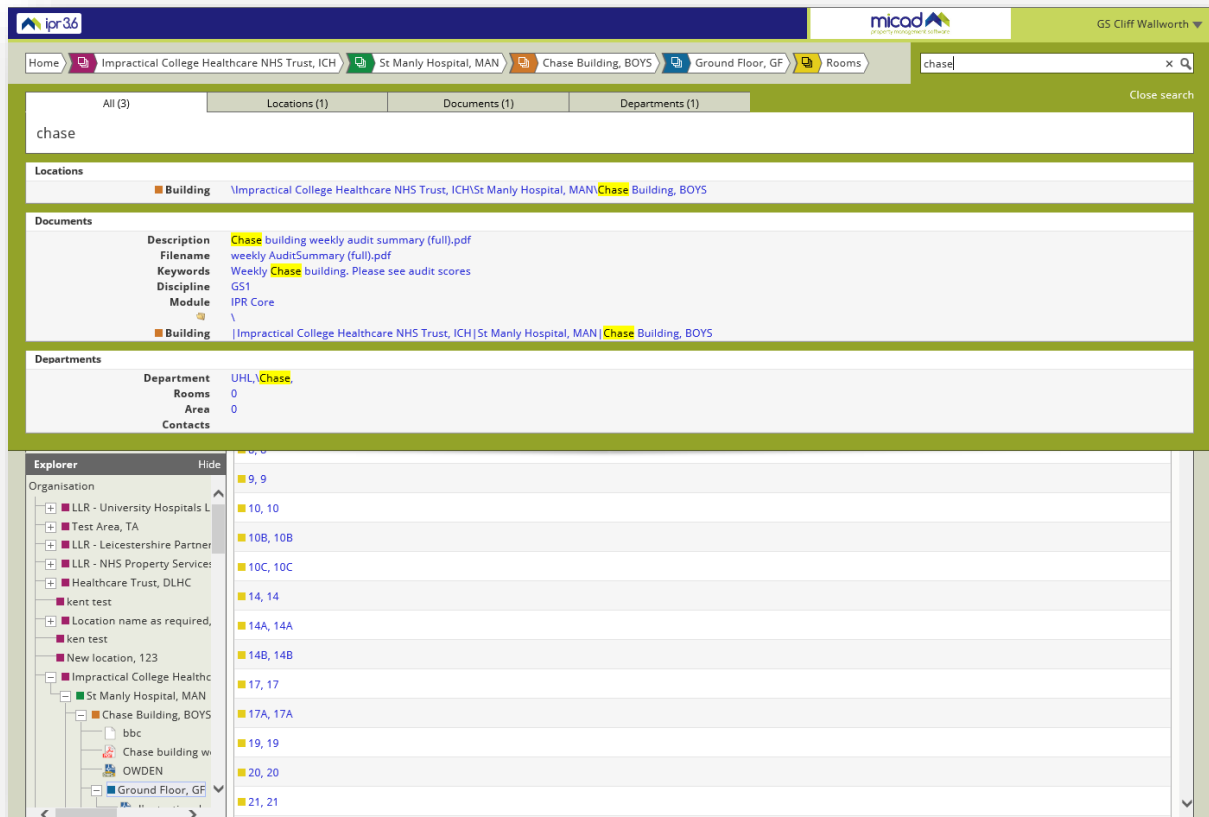 ipr 3.6
micad
property management software
GS Cliff Wallworth
Home Impractical College Healthcare NHS Trust, ICH St Manly Hospital, MAN Chase Building, BOYS Ground Floor, GF Rooms
chase
All (3) Locations (1) Documents (1) Departments (1)
Close search
chase
Locations
Building \Impractical College Healthcare NHS Trust, ICH\St Manly Hospital, MAN\Chase Building, BOYS
Documents
Description Chase building weekly audit summary (full).pdf
Filename weekly AuditSummary (full).pdf
Keywords Weekly Chase building. Please see audit scores
Discipline GS1
Module IPR Core
\
Building |Impractical College Healthcare NHS Trust, ICH|St Manly Hospital, MAN|Chase Building, BOYS
Departments
Department UHL,\Chase,
Rooms 0
Area 0
Contacts
Explorer Hide
Organisation
LLR - University Hospitals L
Test Area, TA
LLR - Leicestershire Partner
LLR - NHS Property Services
Healthcare Trust, DLHC
kent test
Location name as required,
ken test
New location, 123
Impractical College Healthc
St Manly Hospital, MAN
Chase Building, BOYS
bbc
Chase building we
OWDEN
Ground Floor, GF
9, 9
10, 10
10B, 10B
10C, 10C
14, 14
14A, 14A
14B, 14B
17, 17
17A, 17A
19, 19
20, 20
21, 21